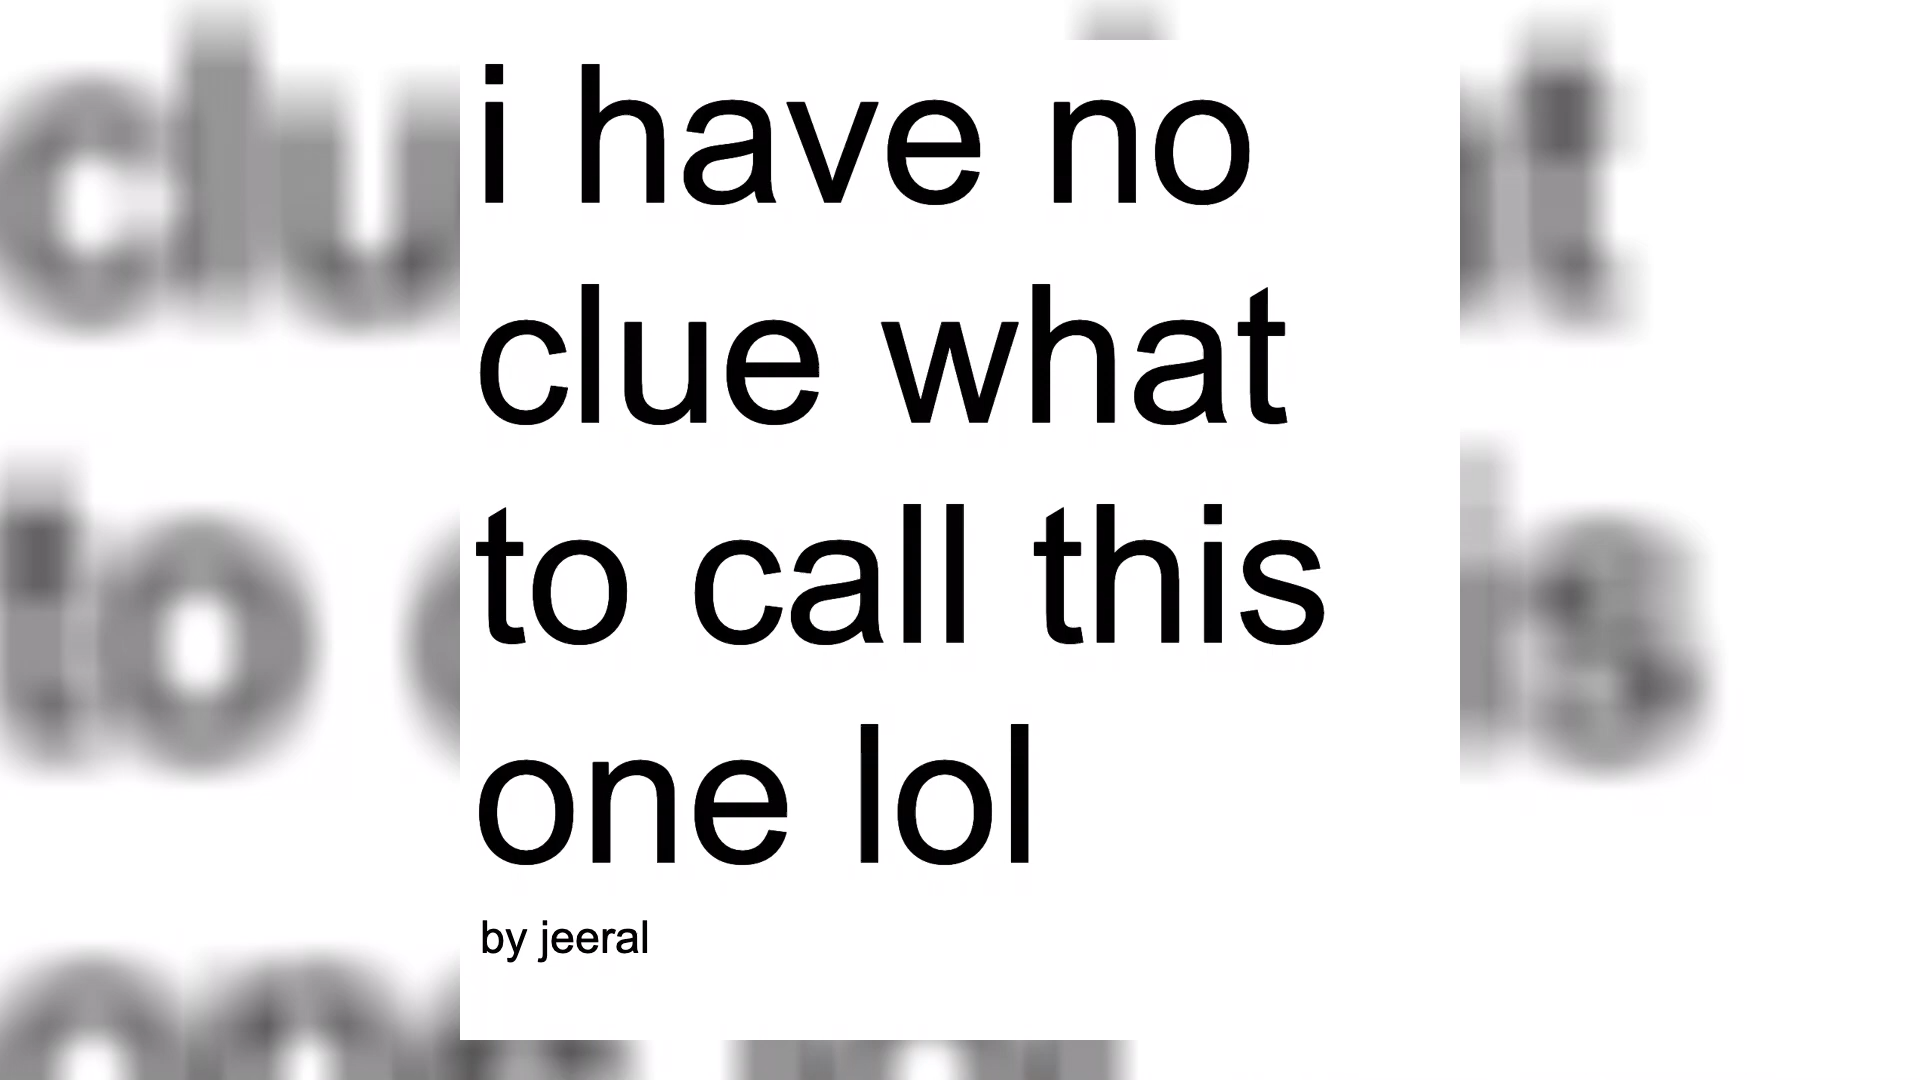 i have no
clue what
to call this
one lol
by jeeral